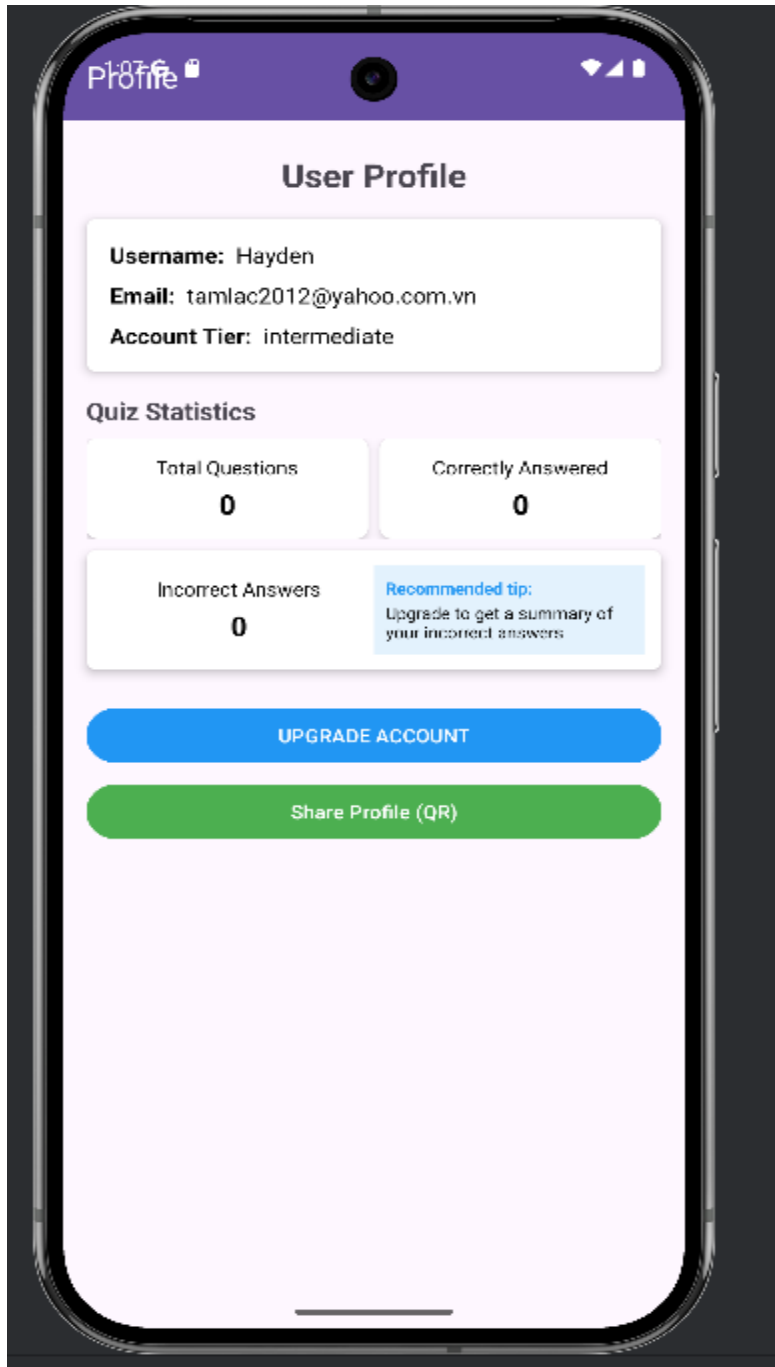 1:07 G
Profile
User Profile
Username: Hayden
Email: tamlac2012@yahoo.com.vn
Account Tier: intermediate
Quiz Statistics
Total Questions
0
Correctly Answered
0
Incorrect Answers
0
Recommended tip:
Upgrade to get a summary of
your incorrect answers
UPGRADE ACCOUNT
Share Profile (QR)